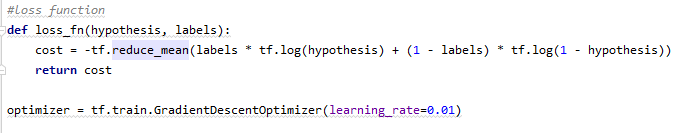 #loss function
def loss_fn(hypothesis, labels):
    cost = -tf.reduce_mean(labels * tf.log(hypothesis) + (1 - labels) * tf.log(1 - hypothesis))
    return cost
optimizer = tf.train.GradientDescentOptimizer(learning_rate=0.01)